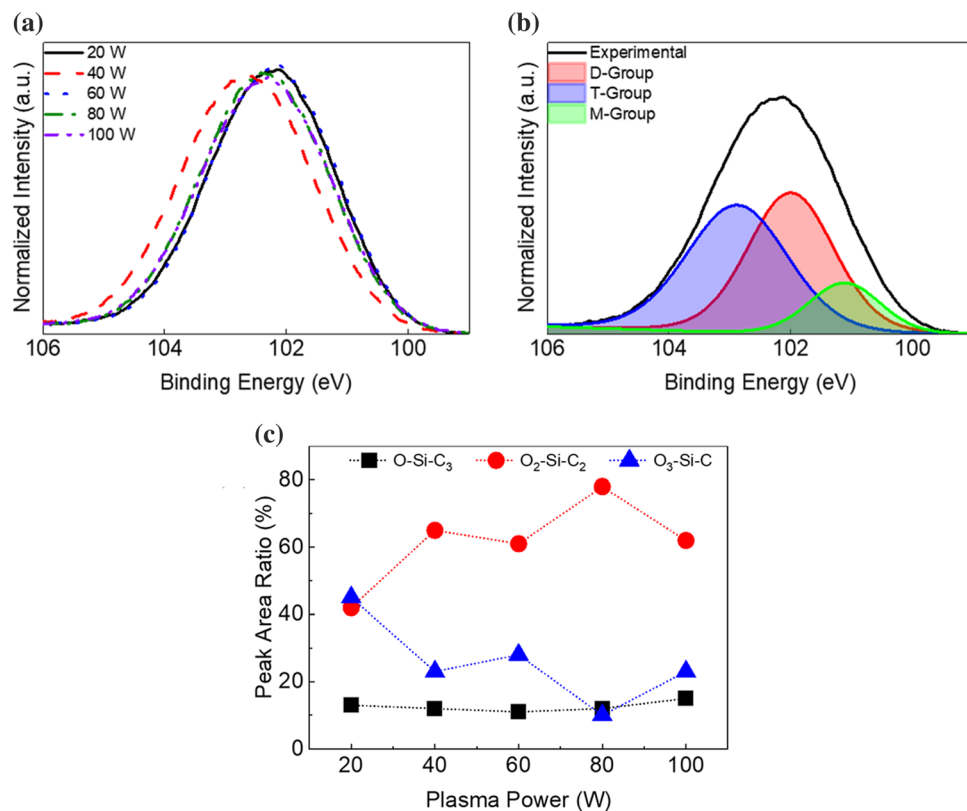 (a)
20 W
40 W
60 W
80 W
100 W
Normalized Intensity (a.u.)
106 104 102 100
Binding Energy (eV)
(b)
Experimental
D-Group
T-Group
M-Group
Normalized Intensity (a.u.)
106 104 102 100
Binding Energy (eV)
(c)
O-Si-C₃ O₂-Si-C₂ O₃-Si-C
Peak Area Ratio (%)
80
60
40
20
0
20 40 60 80 100
Plasma Power (W)